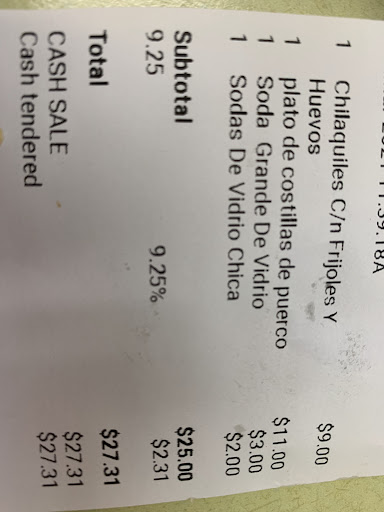 1 Chilaquiles C/n Frijoles Y $9.00
Huevos
1 plato de costillas de puerco $11.00
1 Soda Grande De Vidrio $3.00
1 Sodas De Vidrio Chica $2.00
Subtotal $25.00
9.25 9.25% $2.31
Total $27.31
CASH SALE $27.31
Cash tendered $27.31